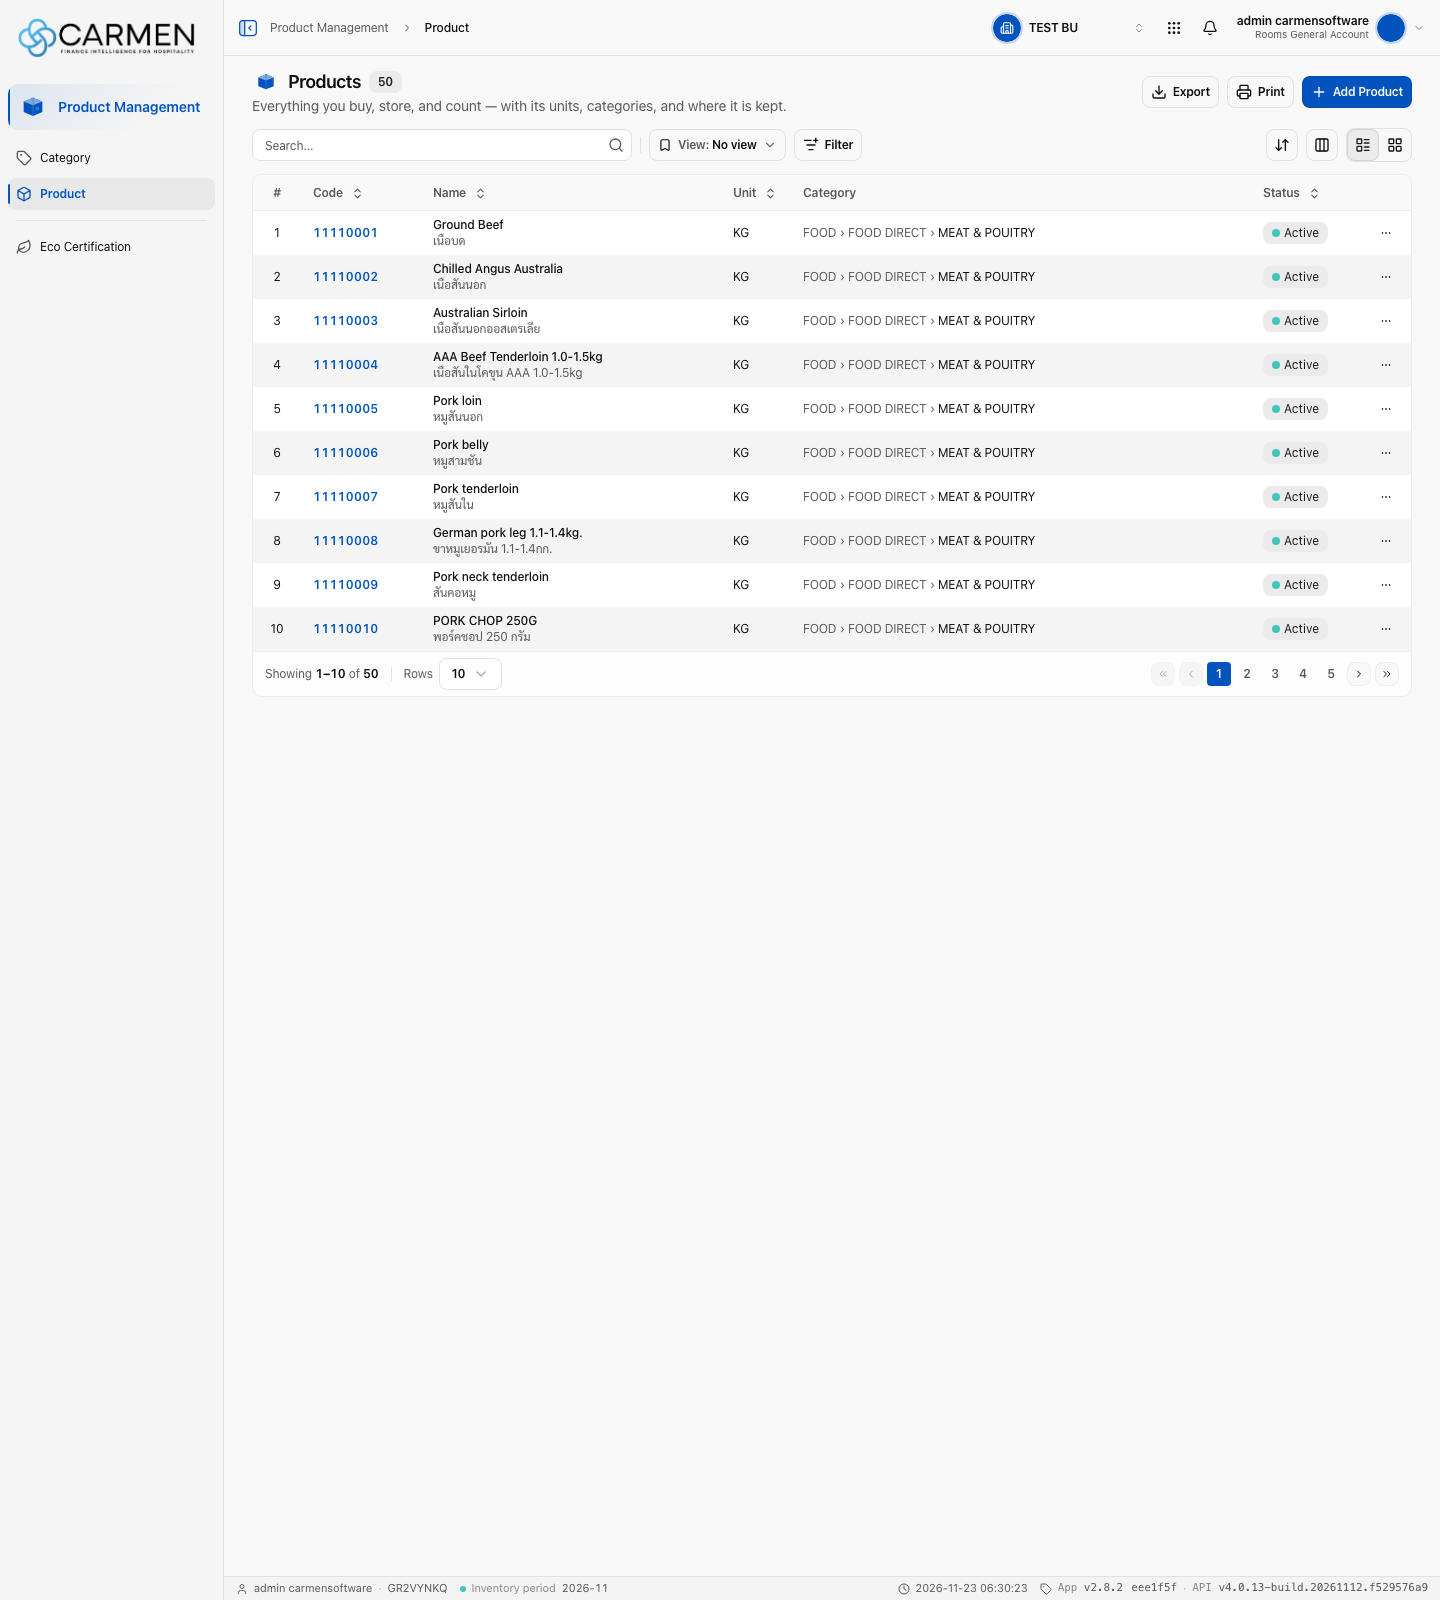 CARMEN
FINANCE INTELLIGENCE FOR HOSPITALITY
Product Management
Category
Product
Eco Certification
Product Management > Product
TEST BU
admin carmensoftware
Rooms General Account
Products 50
Everything you buy, store, and count — with its units, categories, and where it is kept.
Export
Print
Add Product
Search...
View: No view
Filter
# Code Name Unit Category Status
1 11110001 Ground Beef KG FOOD › FOOD DIRECT › MEAT & POUITRY Active ...
เนื้อบด
2 11110002 Chilled Angus Australia KG FOOD › FOOD DIRECT › MEAT & POUITRY Active ...
เนื้อสันนอก
3 11110003 Australian Sirloin KG FOOD › FOOD DIRECT › MEAT & POUITRY Active ...
เนื้อสันนอกออสเตรเลีย
4 11110004 AAA Beef Tenderloin 1.0-1.5kg KG FOOD › FOOD DIRECT › MEAT & POUITRY Active ...
เนื้อสันในโคขุน AAA 1.0-1.5kg
5 11110005 Pork loin KG FOOD › FOOD DIRECT › MEAT & POUITRY Active ...
หมูสันนอก
6 11110006 Pork belly KG FOOD › FOOD DIRECT › MEAT & POUITRY Active ...
หมูสามชั้น
7 11110007 Pork tenderloin KG FOOD › FOOD DIRECT › MEAT & POUITRY Active ...
หมูสันใน
8 11110008 German pork leg 1.1-1.4kg. KG FOOD › FOOD DIRECT › MEAT & POUITRY Active ...
ขาหมูเยอรมัน 1.1-1.4กก.
9 11110009 Pork neck tenderloin KG FOOD › FOOD DIRECT › MEAT & POUITRY Active ...
สันคอหมู
10 11110010 PORK CHOP 250G KG FOOD › FOOD DIRECT › MEAT & POUITRY Active ...
พอร์คชอป 250 กรัม
Showing 1–10 of 50 Rows 10 « ‹ 1 2 3 4 5 › »
admin carmensoftware · GR2VYNKQ Inventory period 2026-11
2026-11-23 06:30:23 App v2.8.2 eee1f5f · API v4.0.13-build.20261112.f529576a9